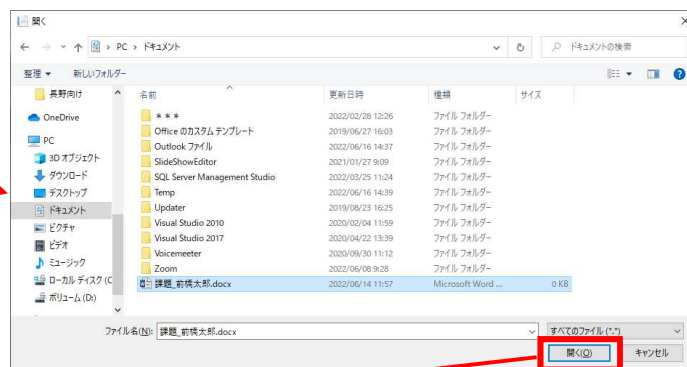 開く
PC › ドキュメント
ドキュメントの検索
整理 新しいフォルダー
名前 更新日時 種類 サイズ
長野向け
OneDrive
PC
3D オブジェクト
ダウンロード
デスクトップ
ドキュメント
ピクチャ
ビデオ
ミュージック
ローカル ディスク (C
ボリューム (D:)
＊＊＊ 2022/02/28 12:26 ファイル フォルダー
Office のカスタム テンプレート 2019/06/27 16:03 ファイル フォルダー
Outlook ファイル 2022/06/16 14:37 ファイル フォルダー
SlideShowEditor 2021/01/27 9:09 ファイル フォルダー
SQL Server Management Studio 2022/03/25 11:24 ファイル フォルダー
Temp 2022/06/16 14:39 ファイル フォルダー
Updater 2019/08/23 16:25 ファイル フォルダー
Visual Studio 2010 2020/02/04 11:59 ファイル フォルダー
Visual Studio 2017 2020/04/22 13:39 ファイル フォルダー
Voicemeeter 2020/09/30 11:12 ファイル フォルダー
Zoom 2022/06/08 9:28 ファイル フォルダー
課題_前橋太郎.docx 2022/06/14 11:57 Microsoft Word ... 0 KB
ファイル名(N): 課題_前橋太郎.docx すべてのファイル (*.*)
開く(O) キャンセル